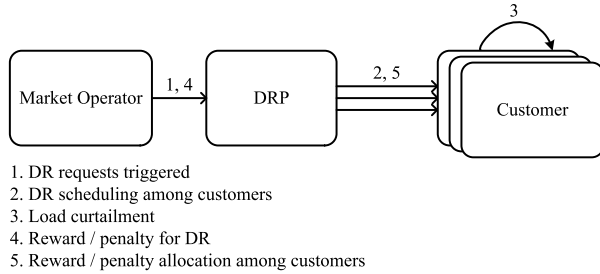 3
Market Operator
1, 4
DRP
2, 5
Customer
1. DR requests triggered
2. DR scheduling among customers
3. Load curtailment
4. Reward / penalty for DR
5. Reward / penalty allocation among customers